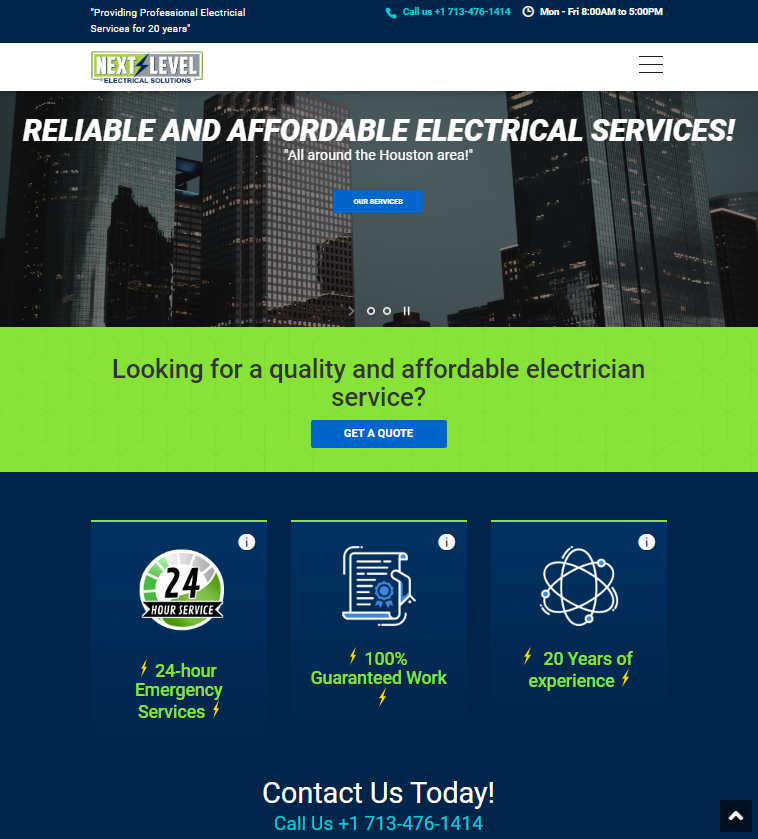 "Providing Professional Electricial
Services for 20 years"
Call us +1 713-476-1414
Mon - Fri 8:00AM to 5:00PM
NEXT LEVEL
ELECTRICAL SOLUTIONS
RELIABLE AND AFFORDABLE ELECTRICAL SERVICES!
"All around the Houston area!"
OUR SERVICES
Looking for a quality and affordable electrician
service?
GET A QUOTE
i
i
i
24
HOUR SERVICE
24-hour
Emergency
Services
100%
Guaranteed Work
20 Years of
experience
Contact Us Today!
Call Us +1 713-476-1414